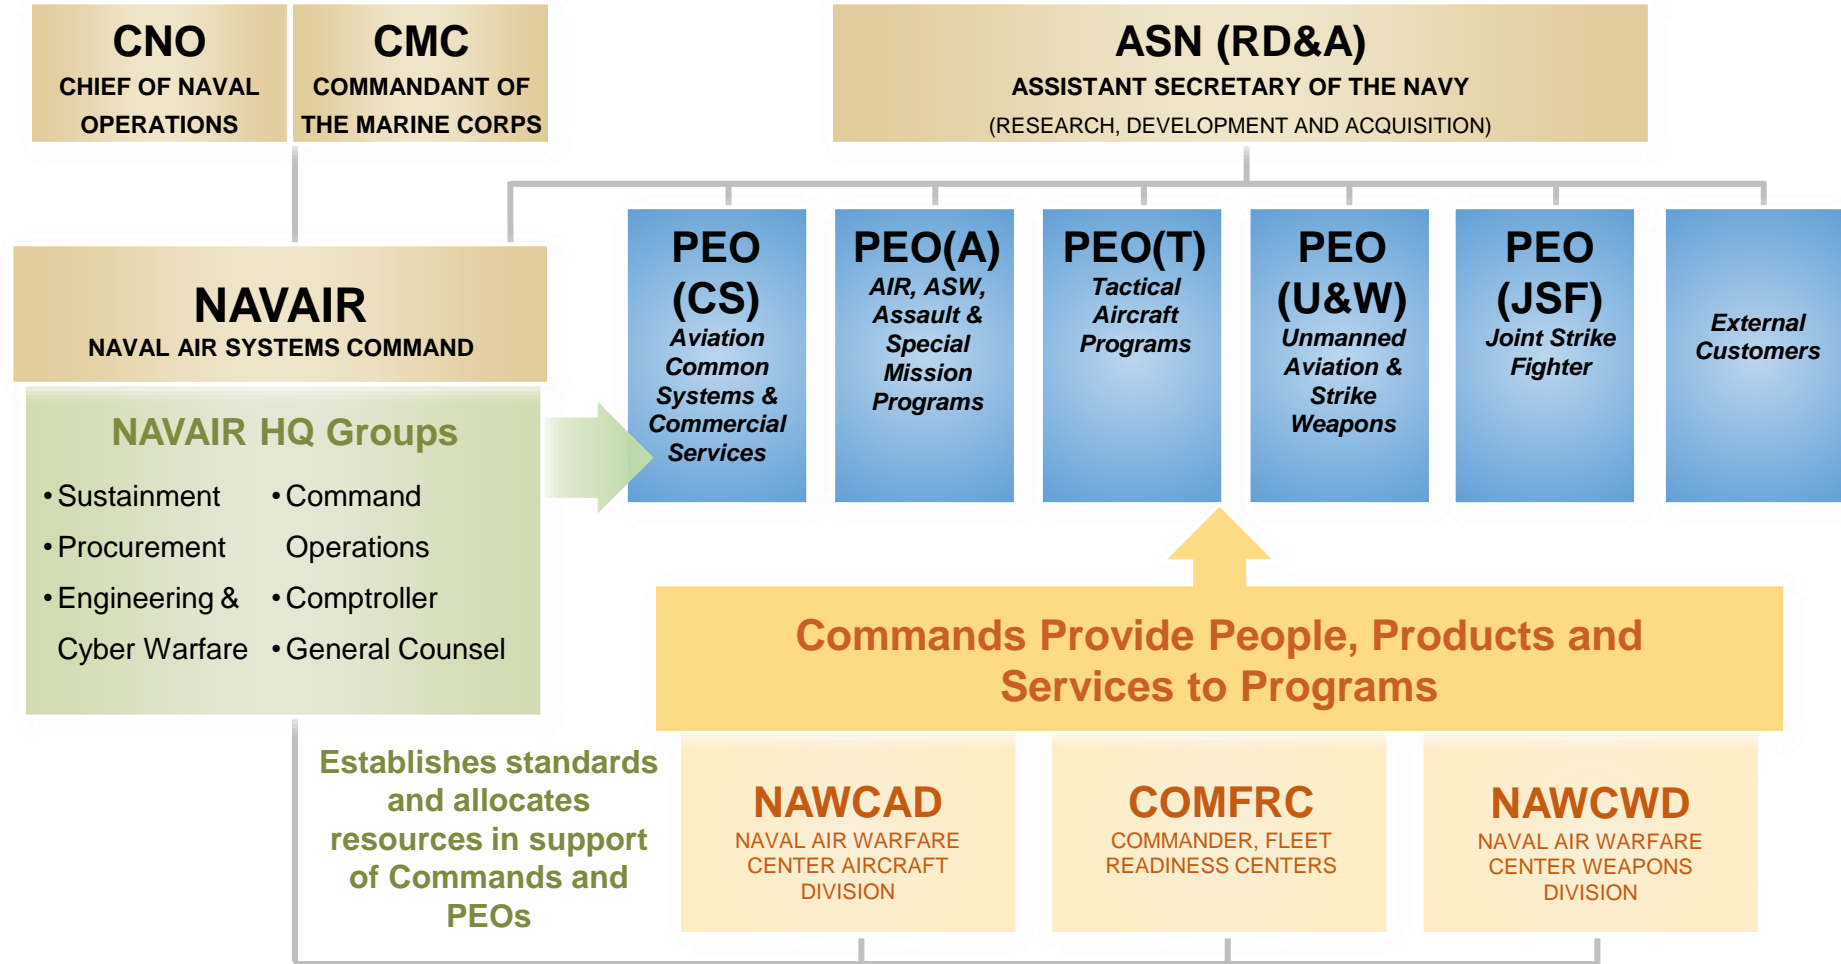 CNO
CHIEF OF NAVAL
OPERATIONS
CMC
COMMANDANT OF
THE MARINE CORPS
ASN (RD&A)
ASSISTANT SECRETARY OF THE NAVY
(RESEARCH, DEVELOPMENT AND ACQUISITION)
NAVAIR
NAVAL AIR SYSTEMS COMMAND
NAVAIR HQ Groups
• Sustainment
• Procurement
• Engineering &
Cyber Warfare
• Command
Operations
• Comptroller
• General Counsel
PEO
(CS)
Aviation
Common
Systems &
Commercial
Services
PEO(A)
AIR, ASW,
Assault &
Special
Mission
Programs
PEO(T)
Tactical
Aircraft
Programs
PEO
(U&W)
Unmanned
Aviation &
Strike
Weapons
PEO
(JSF)
Joint Strike
Fighter
External
Customers
Commands Provide People, Products and
Services to Programs
Establishes standards
and allocates
resources in support
of Commands and
PEOs
NAWCAD
NAVAL AIR WARFARE
CENTER AIRCRAFT
DIVISION
COMFRC
COMMANDER, FLEET
READINESS CENTERS
NAWCWD
NAVAL AIR WARFARE
CENTER WEAPONS
DIVISION